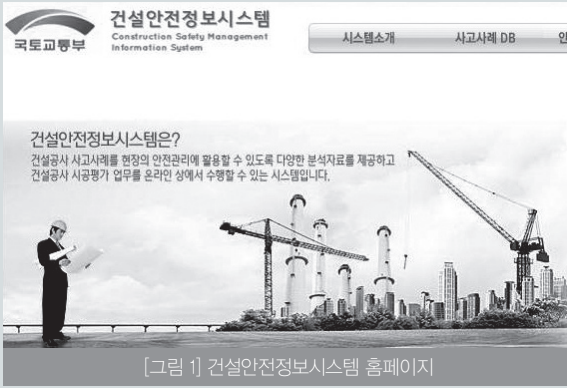 국토교통부
건설안전정보시스템
Construction Safety Management
Information System
시스템소개
사고사례 DB
안
건설안전정보시스템은?
건설공사 사고사례를 현장의 안전관리에 활용할 수 있도록 다양한 분석자료를 제공하고
건설공사 시공평가 업무를 온라인 상에서 수행할 수 있는 시스템입니다.
[그림 1] 건설안전정보시스템 홈페이지